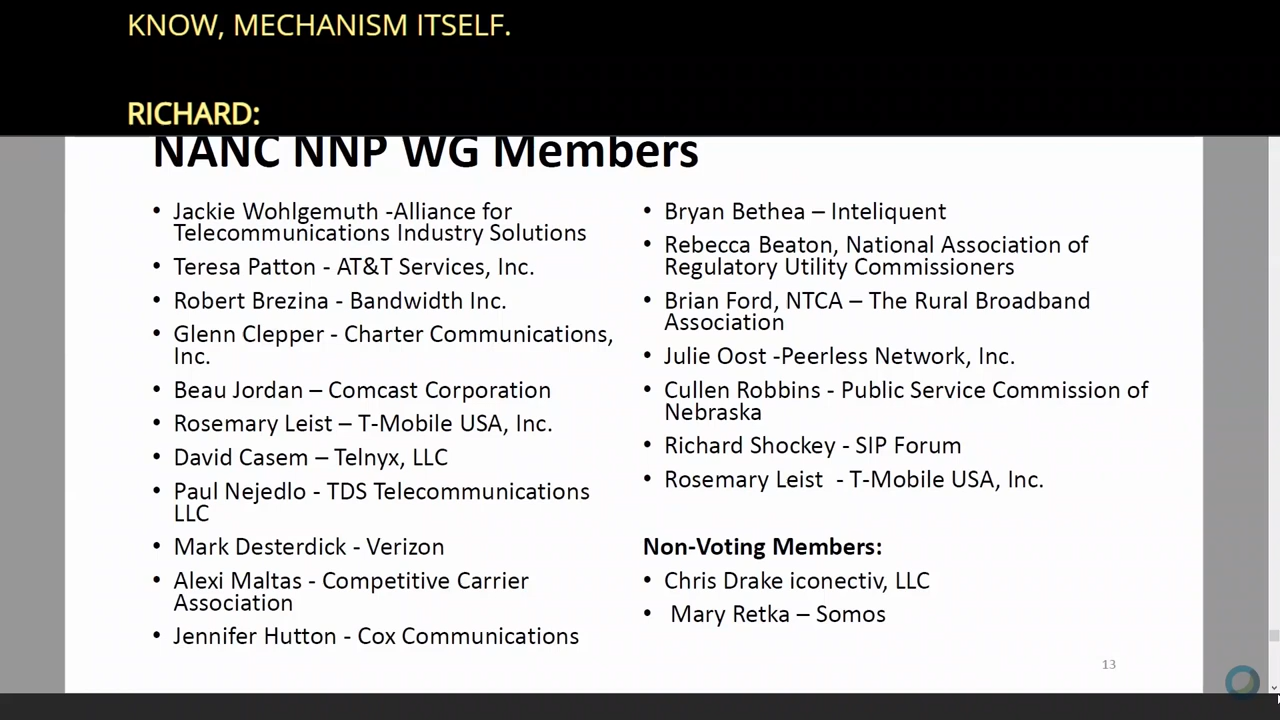 KNOW, MECHANISM ITSELF.
RICHARD:
NANC NNP WG Members
• Jackie Wohlgemuth -Alliance for
Telecommunications Industry Solutions
• Teresa Patton - AT&T Services, Inc.
• Robert Brezina - Bandwidth Inc.
• Glenn Clepper - Charter Communications,
Inc.
• Beau Jordan – Comcast Corporation
• Rosemary Leist – T-Mobile USA, Inc.
• David Casem – Telnyx, LLC
• Paul Nejedlo - TDS Telecommunications
LLC
• Mark Desterdick - Verizon
• Alexi Maltas - Competitive Carrier
Association
• Jennifer Hutton - Cox Communications
• Bryan Bethea – Inteliquent
• Rebecca Beaton, National Association of
Regulatory Utility Commissioners
• Brian Ford, NTCA – The Rural Broadband
Association
• Julie Oost -Peerless Network, Inc.
• Cullen Robbins - Public Service Commission of
Nebraska
• Richard Shockey - SIP Forum
• Rosemary Leist - T-Mobile USA, Inc.
Non-Voting Members:
• Chris Drake iconectiv, LLC
• Mary Retka – Somos
13